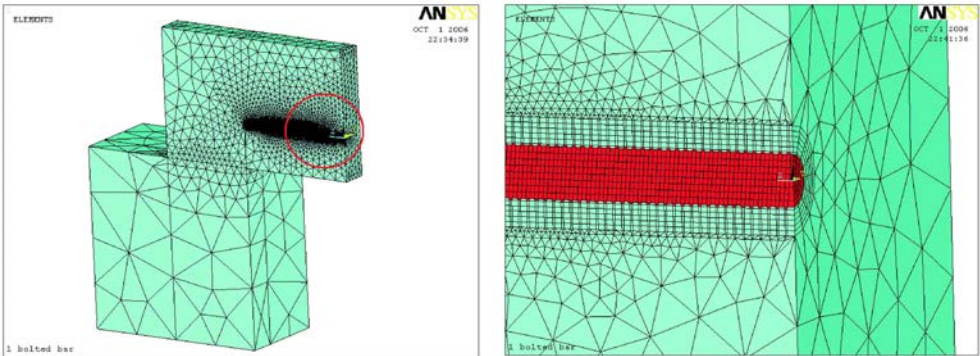 ELEMENTS
ANSYS
OCT 1 2006
22:34:39
1 bolted bar
ELEMENTS
ANSYS
OCT 1 2006
22:41:36
1 bolted bar